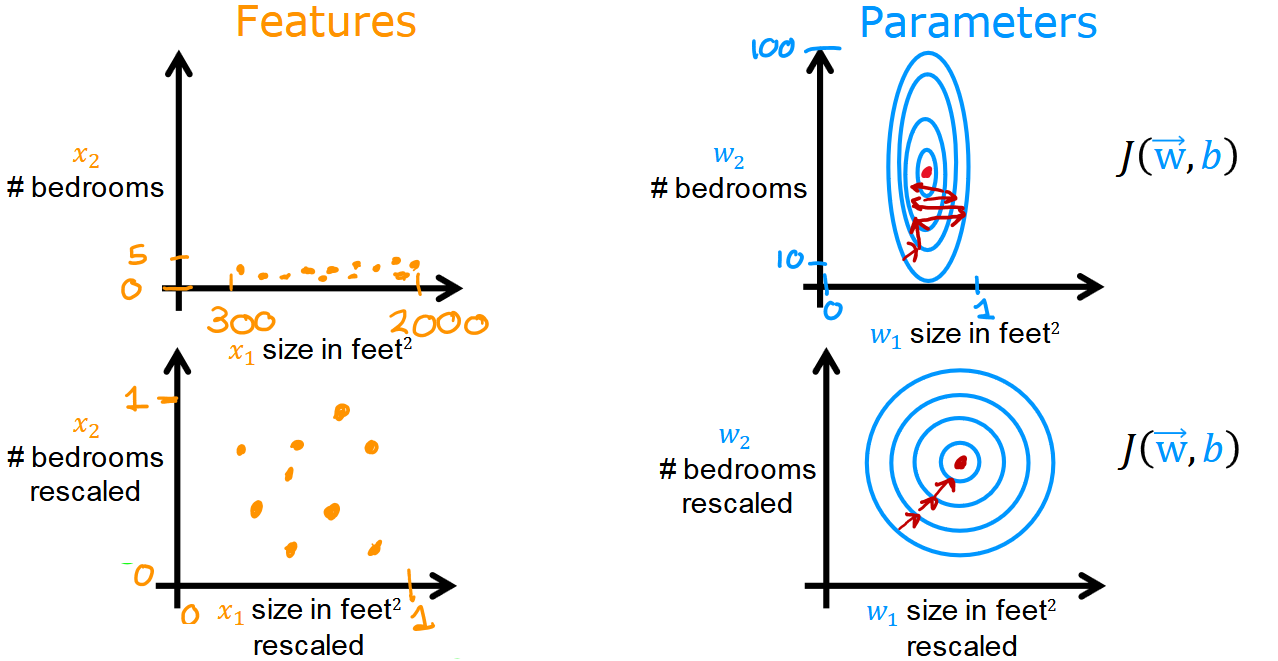 Features
x₂
# bedrooms
5
0
300
2000
x₁ size in feet²
1
x₂
# bedrooms
rescaled
0
0
x₁ size in feet²
rescaled
1
Parameters
100
w₂
# bedrooms
10
0
1
w₁ size in feet²
J(w⃗, b)
w₂
# bedrooms
rescaled
w₁ size in feet²
rescaled
J(w⃗, b)